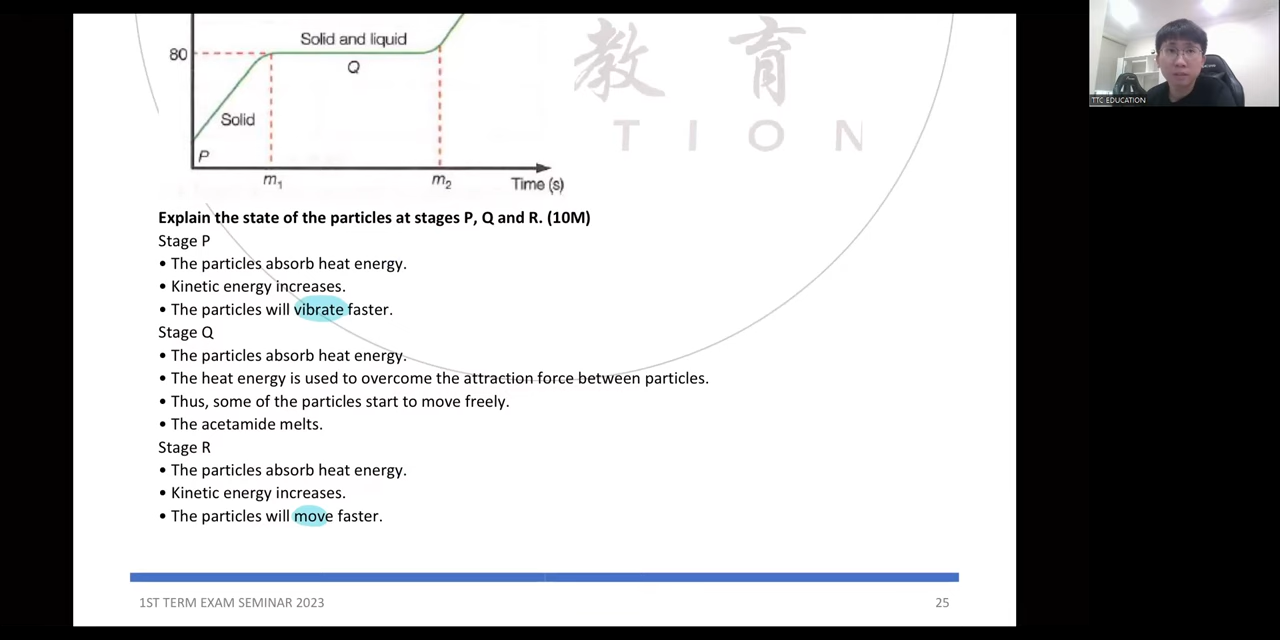 Solid and liquid
教 育
80
Q
Solid
T I O N
P
m1
m2
Time (s)
TTC EDUCATION
Explain the state of the particles at stages P, Q and R. (10M)
Stage P
• The particles absorb heat energy.
• Kinetic energy increases.
• The particles will vibrate faster.
Stage Q
• The particles absorb heat energy.
• The heat energy is used to overcome the attraction force between particles.
• Thus, some of the particles start to move freely.
• The acetamide melts.
Stage R
• The particles absorb heat energy.
• Kinetic energy increases.
• The particles will move faster.
1ST TERM EXAM SEMINAR 2023
25